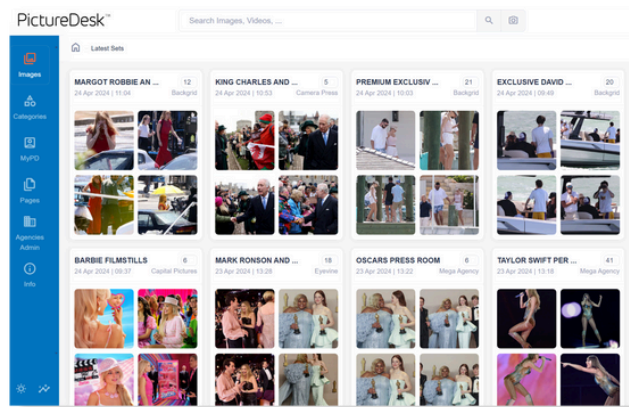 PictureDesk™
Search Images, Videos, ...
Images
Categories
MyPD
Pages
Agencies
Admin
Info
Latest Sets
MARGOT ROBBIE AN ... 12
24 Apr 2024 | 11:04 Backgrid
KING CHARLES AND ... 5
24 Apr 2024 | 10:53 Camera Press
PREMIUM EXCLUSIV ... 21
24 Apr 2024 | 10:03 Backgrid
EXCLUSIVE DAVID ... 20
24 Apr 2024 | 09:49 Backgrid
BARBIE FILMSTILLS 6
24 Apr 2024 | 09:37 Capital Pictures
MARK RONSON AND ... 18
23 Apr 2024 | 13:28 Eyevine
OSCARS PRESS ROOM 6
23 Apr 2024 | 13:22 Mega Agency
TAYLOR SWIFT PER ... 41
23 Apr 2024 | 13:18 Mega Agency